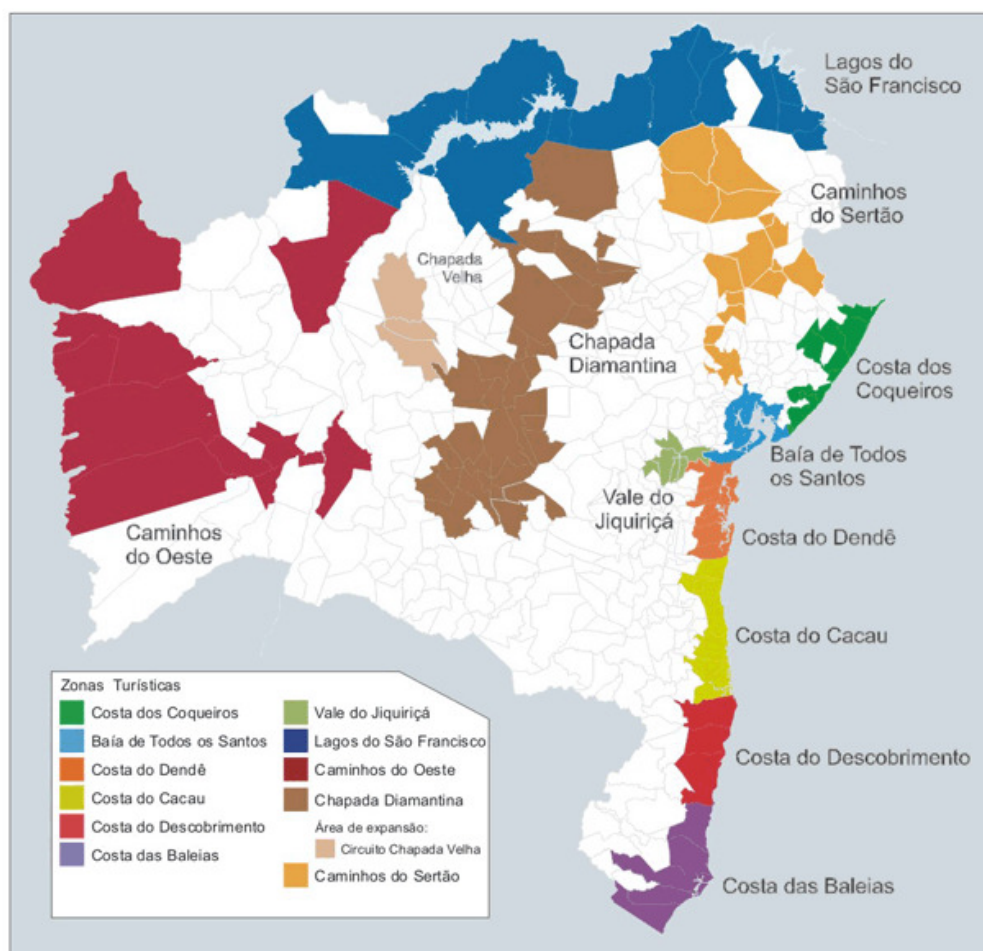 Lagos do
São Francisco
Caminhos
do Sertão
Chapada
Velha
Chapada
Diamantina
Costa dos
Coqueiros
Baía de Todos
os Santos
Vale do
Jiquiriçá
Caminhos
do Oeste
Costa do Dendê
Costa do Cacau
Costa do Descobrimento
Costa das Baleias
Zonas Turísticas
Costa dos Coqueiros
Baía de Todos os Santos
Costa do Dendê
Costa do Cacau
Costa do Descobrimento
Costa das Baleias
Vale do Jiquiriçá
Lagos do São Francisco
Caminhos do Oeste
Chapada Diamantina
Área de expansão:
Circuito Chapada Velha
Caminhos do Sertão